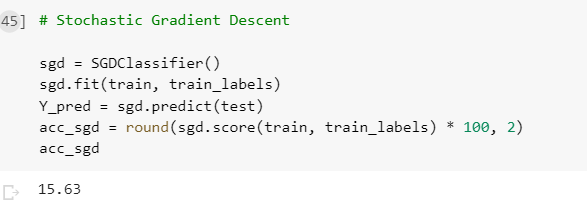 45] # Stochastic Gradient Descent
sgd = SGDClassifier()
sgd.fit(train, train_labels)
Y_pred = sgd.predict(test)
acc_sgd = round(sgd.score(train, train_labels) * 100, 2)
acc_sgd
15.63